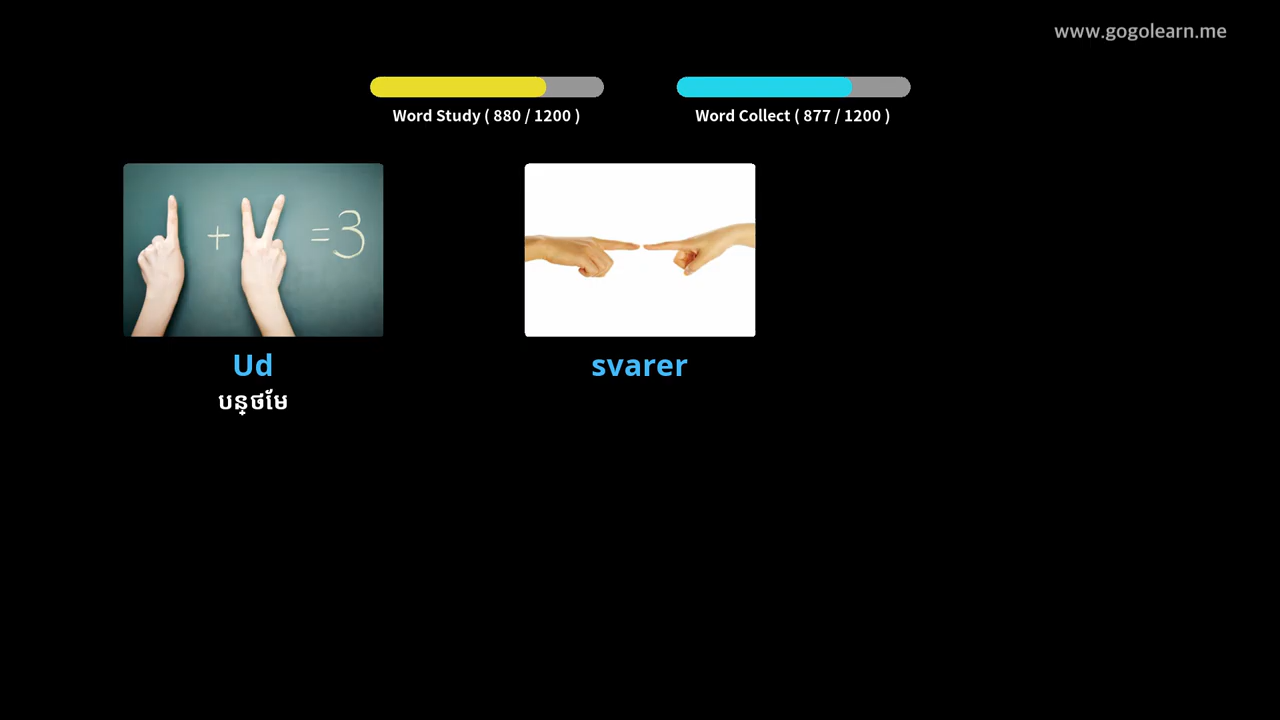 www.gogolearn.me
Word Study ( 880 / 1200 )
Word Collect ( 877 / 1200 )
+ =3
Ud
svarer
បន្ថែម